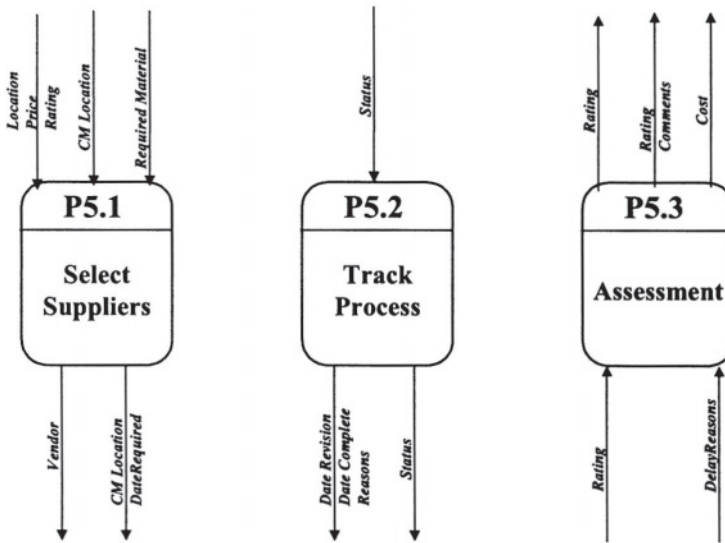 Location
Price
Rating
CM Location
Required Material
Status
Rating
Rating
Comments
Cost
P5.1
Select
Suppliers
P5.2
Track
Process
P5.3
Assessment
Vendor
CM Location
DateRequired
Date Revision
Date Complete
Reasons
Status
Rating
DelayReasons